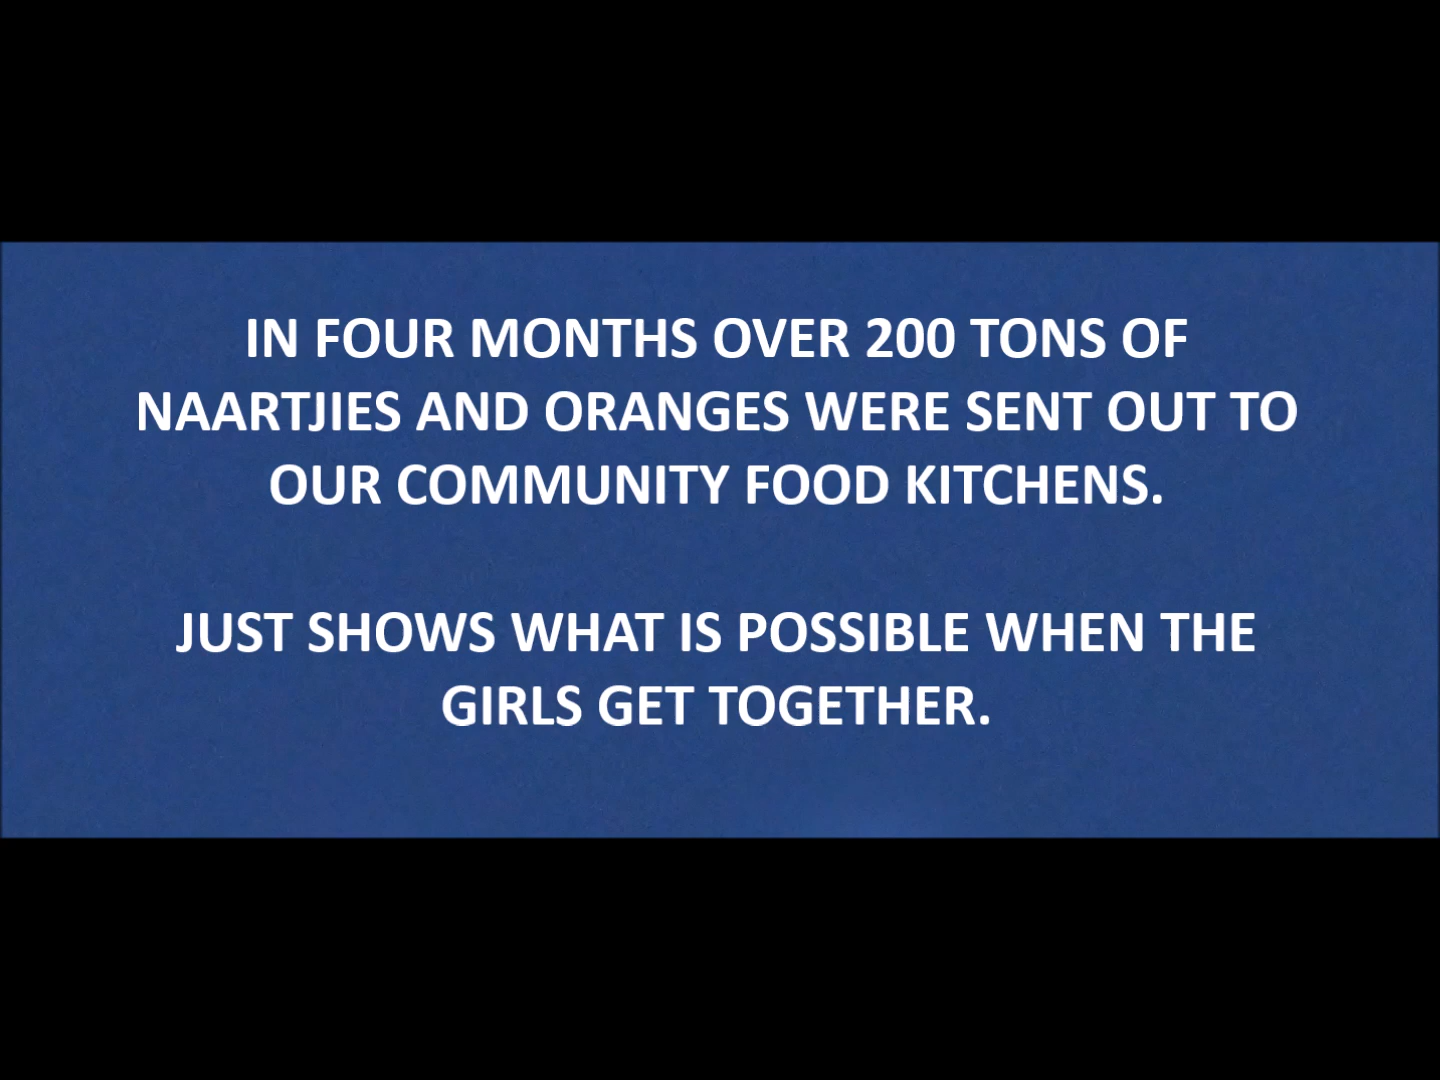 IN FOUR MONTHS OVER 200 TONS OF
NAARTJIES AND ORANGES WERE SENT OUT TO
OUR COMMUNITY FOOD KITCHENS.
JUST SHOWS WHAT IS POSSIBLE WHEN THE
GIRLS GET TOGETHER.